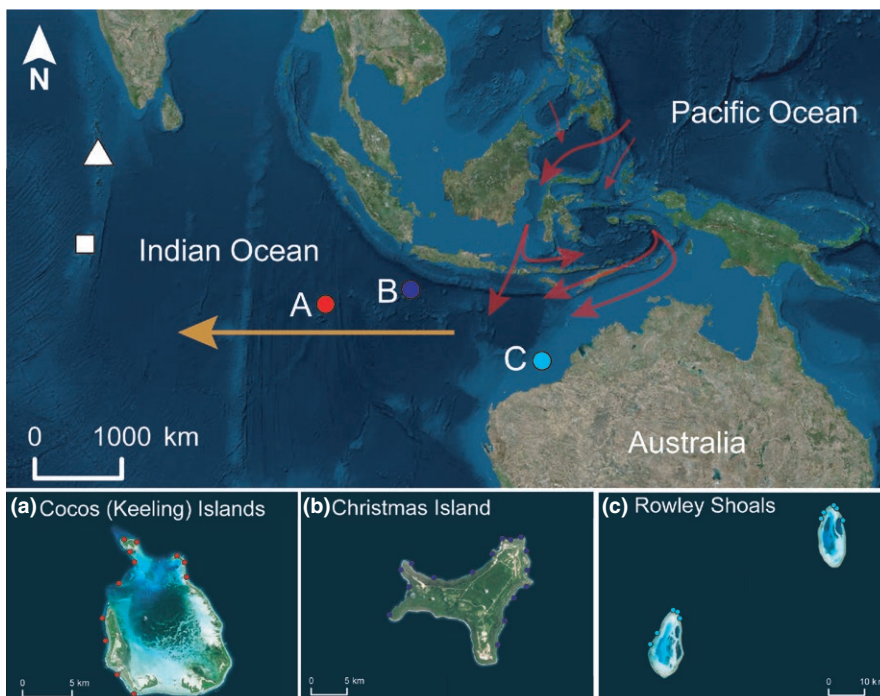 N
Pacific Ocean
Indian Ocean
A
B
C
0 1000 km
Australia
(a) Cocos (Keeling) Islands
0 5 km
(b) Christmas Island
0 5 km
(c) Rowley Shoals
0 10 km